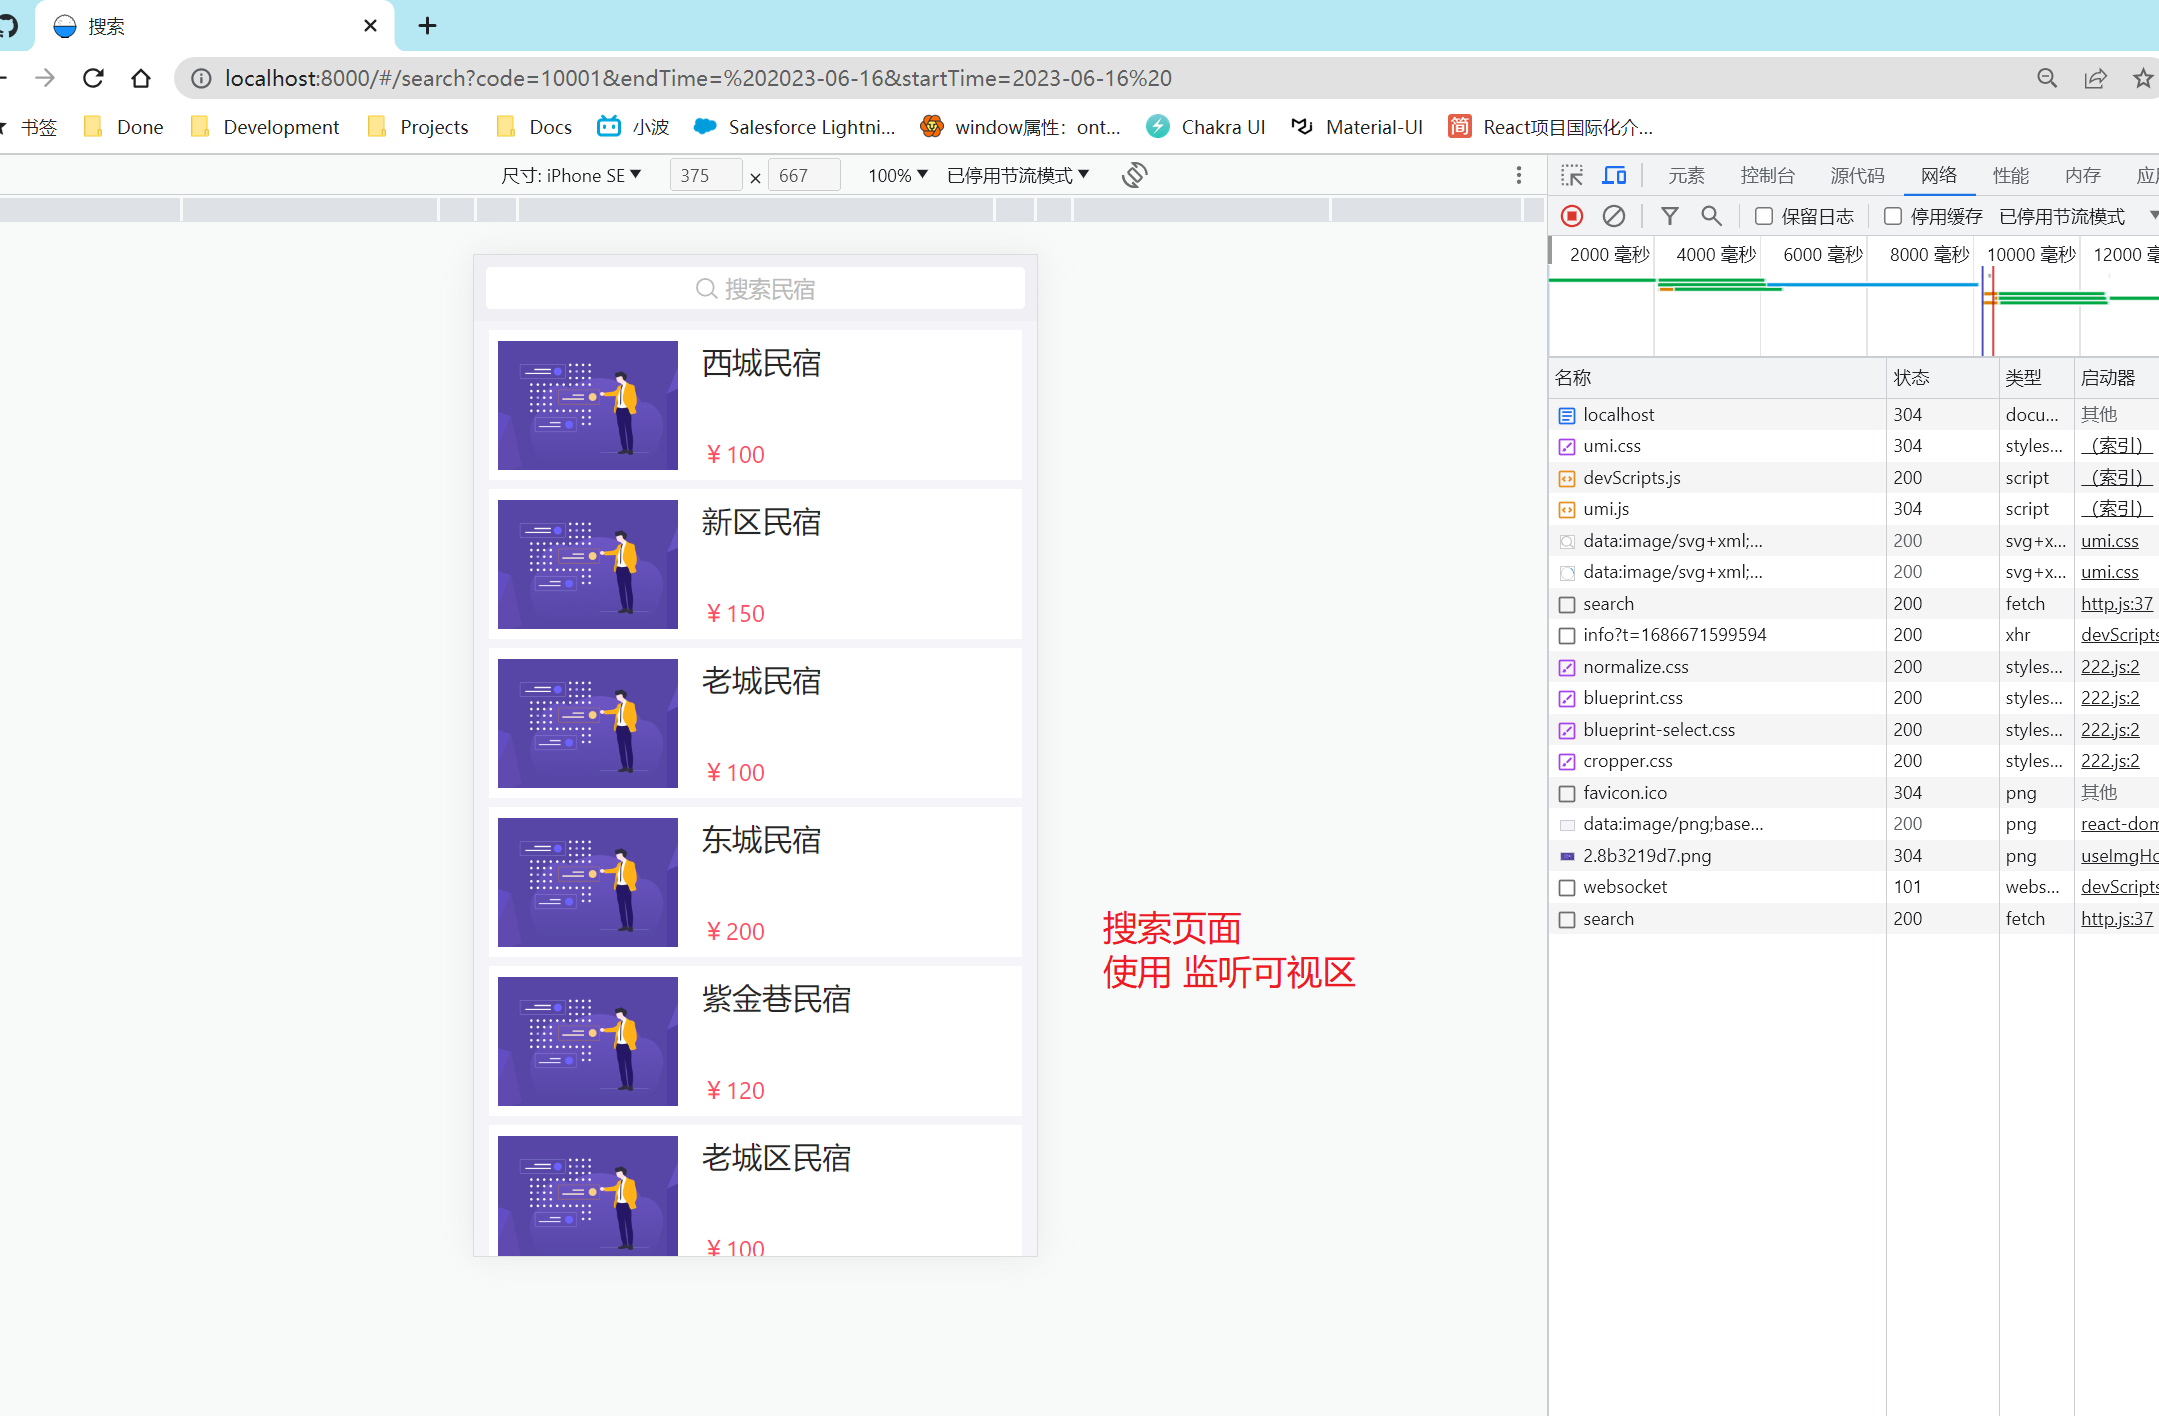 搜索
localhost:8000/#/search?code=10001&endTime=%202023-06-16&startTime=2023-06-16%20
书签
Done
Development
Projects
Docs
小波
Salesforce Lightni...
window属性：ont...
Chakra UI
Material-UI
简
React项目国际化介...
尺寸: iPhone SE
375
×
667
100%
已停用节流模式
元素
控制台
源代码
网络
性能
内存
保留日志
停用缓存
已停用节流模式
2000 毫秒
4000 毫秒
6000 毫秒
8000 毫秒
10000 毫秒
12000
搜索民宿
西城民宿
¥ 100
新区民宿
¥ 150
老城民宿
¥ 100
东城民宿
¥ 200
紫金巷民宿
¥ 120
老城区民宿
¥ 100
搜索页面
使用 监听可视区
名称 状态 类型 启动器
localhost 304 docu... 其他
umi.css 304 styles... （索引）
devScripts.js 200 script （索引）
umi.js 304 script （索引）
data:image/svg+xml;... 200 svg+x... umi.css
data:image/svg+xml;... 200 svg+x... umi.css
search 200 fetch http.js:37
info?t=1686671599594 200 xhr devScripts
normalize.css 200 styles... 222.js:2
blueprint.css 200 styles... 222.js:2
blueprint-select.css 200 styles... 222.js:2
cropper.css 200 styles... 222.js:2
favicon.ico 304 png 其他
data:image/png;base... 200 png react-dom
2.8b3219d7.png 304 png useImgHo
websocket 101 webs... devScripts
search 200 fetch http.js:37